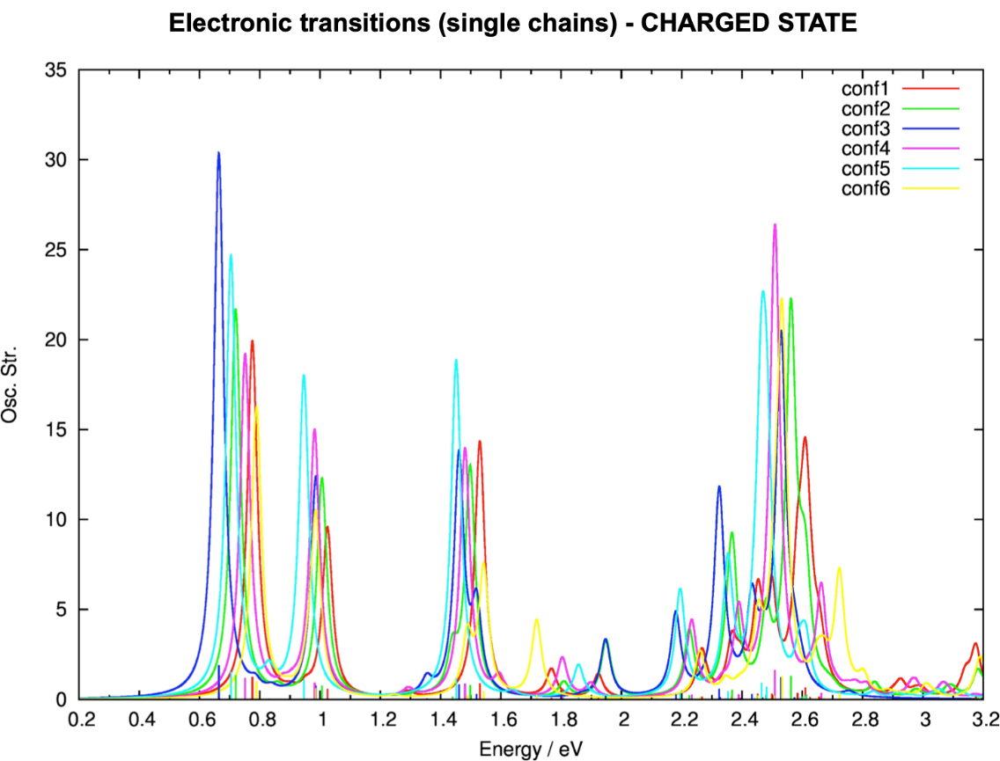 Electronic transitions (single chains) - CHARGED STATE
35
30
25
20
15
10
5
0
Osc. Str.
conf1
conf2
conf3
conf4
conf5
conf6
0.2 0.4 0.6 0.8 1 1.2 1.4 1.6 1.8 2 2.2 2.4 2.6 2.8 3 3.2
Energy / eV